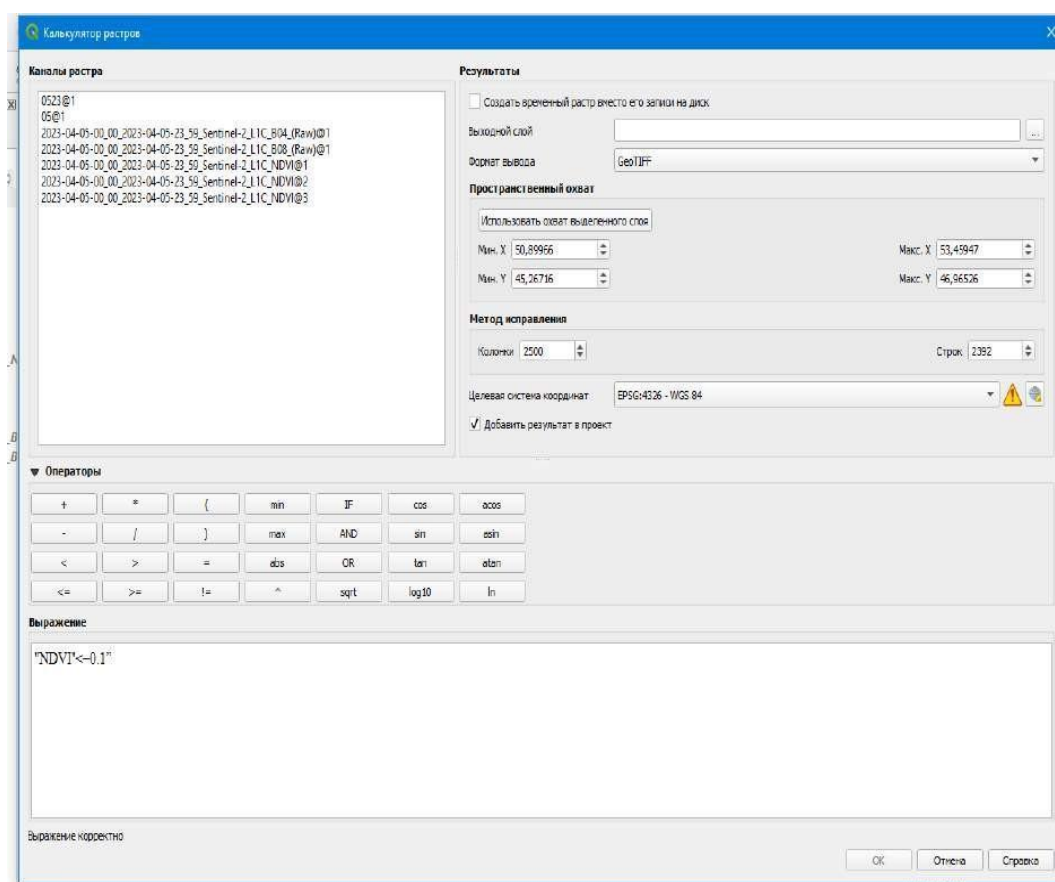 Калькулятор растров
Каналы растра
0523@1
05@1
2023-04-05-00_00_2023-04-05-23_59_Sentinel-2_L1C_B04_(Raw)@1
2023-04-05-00_00_2023-04-05-23_59_Sentinel-2_L1C_B08_(Raw)@1
2023-04-05-00_00_2023-04-05-23_59_Sentinel-2_L1C_NDVI@1
2023-04-05-00_00_2023-04-05-23_59_Sentinel-2_L1C_NDVI@2
2023-04-05-00_00_2023-04-05-23_59_Sentinel-2_L1C_NDVI@3
Результаты
Создать временный растр вместо его записи на диск
Выходной слой
...
Формат вывода GeoTIFF
Пространственный охват
Использовать охват выделенного слоя
Мин. X 50,89966 Макс. X 53,45947
Мин. Y 45,26716 Макс. Y 46,96526
Метод исправления
Колонки 2500 Строк 2392
Целевая система координат EPSG:4326 - WGS 84
Добавить результат в проект
Операторы
+ * ( min IF cos acos
- / ) max AND sin asin
< > = abs OR tan atan
<= >= != ^ sqrt log10 ln
Выражение
"NDVI"<−0.1”
Выражение корректно
OK Отмена Справка